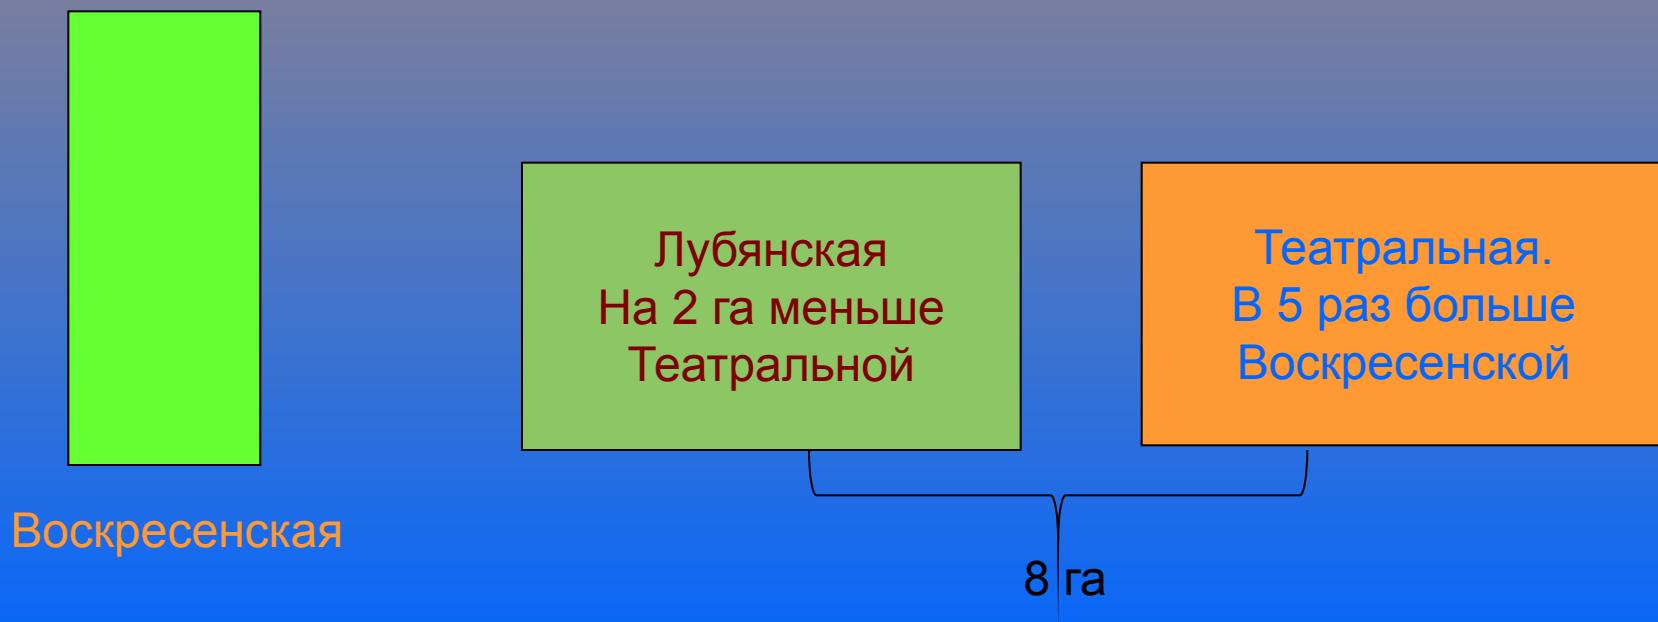 Воскресенская
Лубянская
На 2 га меньше
Театральной
Театральная.
В 5 раз больше
Воскресенской
8 га